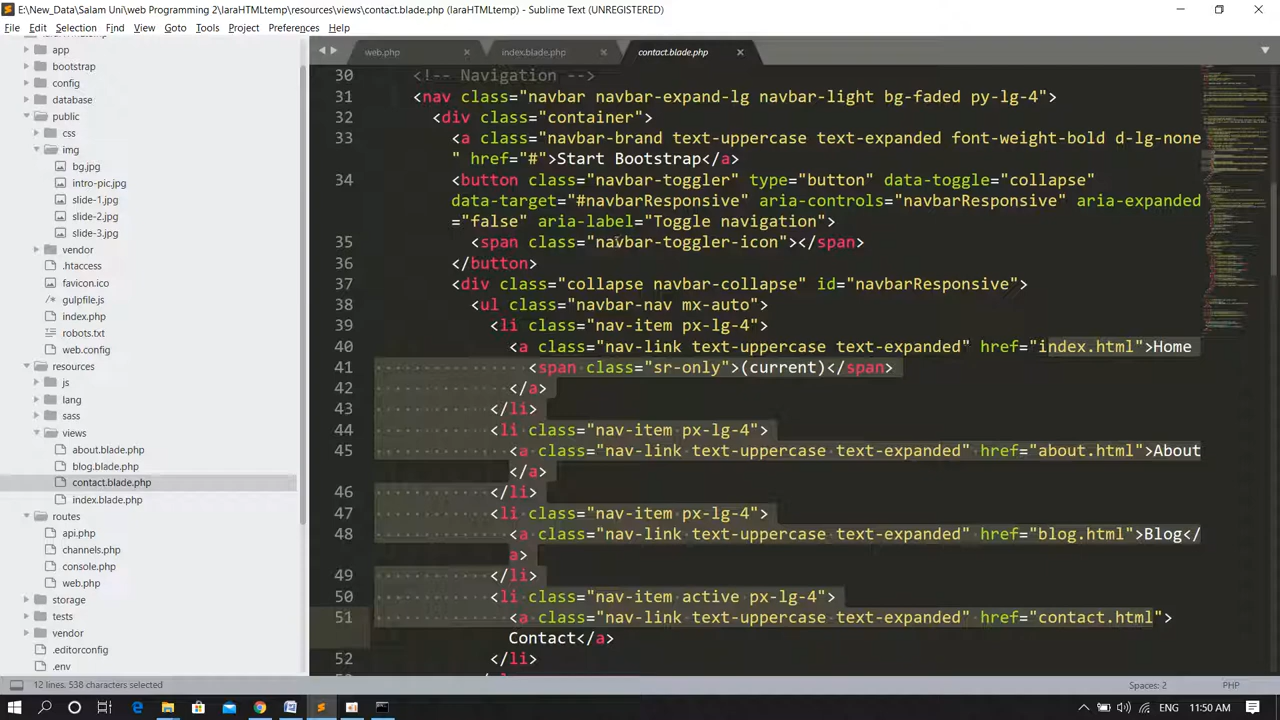 E:\New_Data\Salam Uni\web Programming 2\laraHTMLtemp\resources\views\contact.blade.php (laraHTMLtemp) - Sublime Text (UNREGISTERED)
File Edit Selection Find View Goto Tools Project Preferences Help
app
bootstrap
config
database
public
css
img
bg.jpg
intro-pic.jpg
slide-1.jpg
slide-2.jpg
slide-3.jpg
vendor
.htaccess
favicon.ico
gulpfile.js
index.php
robots.txt
web.config
resources
js
lang
sass
views
about.blade.php
blog.blade.php
contact.blade.php
index.blade.php
routes
api.php
channels.php
console.php
web.php
storage
tests
vendor
.editorconfig
.env
web.php index.blade.php contact.blade.php
30 <!-- Navigation -->
31 <nav class="navbar navbar-expand-lg navbar-light bg-faded py-lg-4">
32 <div class="container">
33 <a class="navbar-brand text-uppercase text-expanded font-weight-bold d-lg-none
" href="#">Start Bootstrap</a>
34 <button class="navbar-toggler" type="button" data-toggle="collapse"
data-target="#navbarResponsive" aria-controls="navbarResponsive" aria-expanded
="false" aria-label="Toggle navigation">
35 <span class="navbar-toggler-icon"></span>
36 </button>
37 <div class="collapse navbar-collapse" id="navbarResponsive">
38 <ul class="navbar-nav mx-auto">
39 <li class="nav-item px-lg-4">
40 <a class="nav-link text-uppercase text-expanded" href="index.html">Home
41 <span class="sr-only">(current)</span>
42 </a>
43 </li>
44 <li class="nav-item px-lg-4">
45 <a class="nav-link text-uppercase text-expanded" href="about.html">About
</a>
46 </li>
47 <li class="nav-item px-lg-4">
48 <a class="nav-link text-uppercase text-expanded" href="blog.html">Blog</
a>
49 </li>
50 <li class="nav-item active px-lg-4">
51 <a class="nav-link text-uppercase text-expanded" href="contact.html">
Contact</a>
52 </li>
12 lines, 538 characters selected Spaces: 2 PHP
ENG 11:50 AM